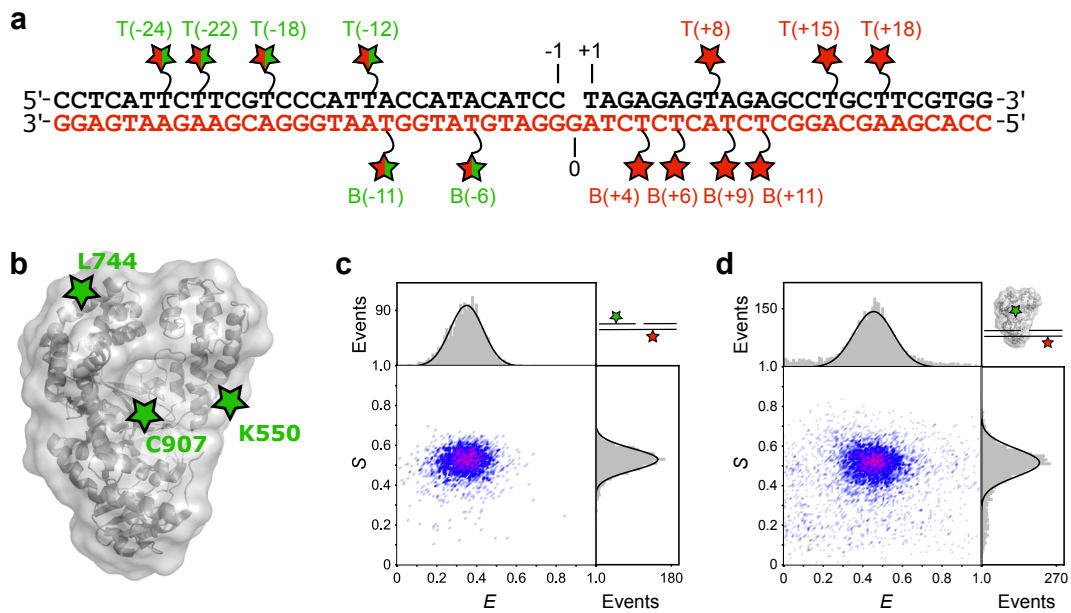 a
T(-24) T(-22) T(-18) T(-12) -1 +1 T(+8) T(+15) T(+18)
5'-CCTCATTCTTCGTCCCATTACCATACATCC TAGAGAGTAGAGCCTGCTTCGTGG-3'
3'-GGAGTAAGAAGCAGGGTAATGGTATGTAGGGATCTCTCATCTCGGACGAAGCACC-5'
0
B(-11) B(-6) B(+4) B(+6) B(+9) B(+11)
b
L744
C907
K550
c
Events
90
1.0
0.8
0.6
0.4
0.2
0
S
0 0.2 0.4 0.6 0.8 1.0
180
E
Events
d
Events
150
1.0
0.8
0.6
0.4
0.2
0
S
0 0.2 0.4 0.6 0.8 1.0
270
E
Events